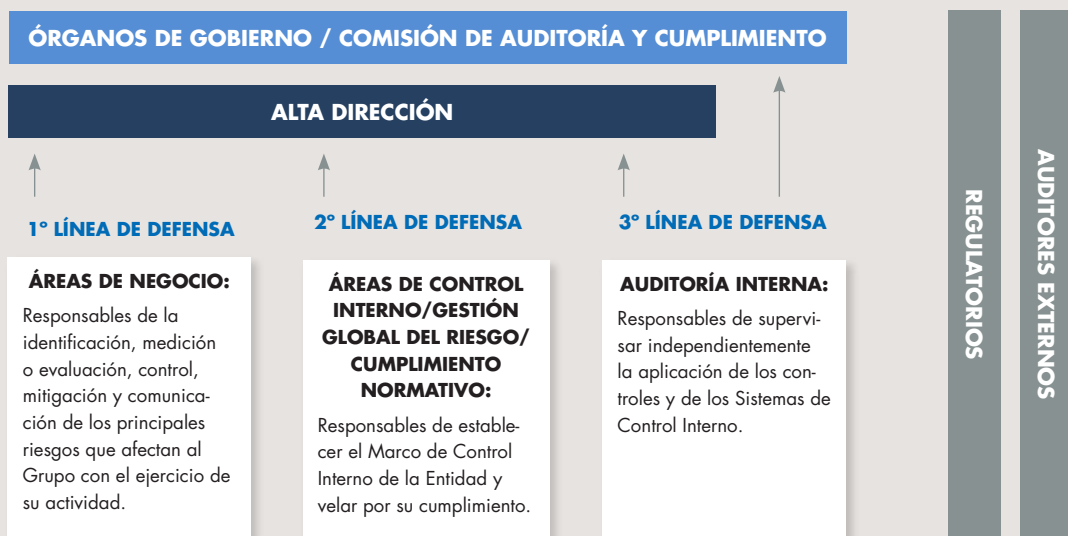 ÓRGANOS DE GOBIERNO / COMISIÓN DE AUDITORÍA Y CUMPLIMIENTO
ALTA DIRECCIÓN
1º LÍNEA DE DEFENSA
ÁREAS DE NEGOCIO:
Responsables de la
identificación, medición
o evaluación, control,
mitigación y comunica-
ción de los principales
riesgos que afectan al
Grupo con el ejercicio de
su actividad.
2º LÍNEA DE DEFENSA
ÁREAS DE CONTROL
INTERNO/GESTIÓN
GLOBAL DEL RIESGO/
CUMPLIMIENTO
NORMATIVO:
Responsables de estable-
cer el Marco de Control
Interno de la Entidad y
velar por su cumplimiento.
3º LÍNEA DE DEFENSA
AUDITORÍA INTERNA:
Responsables de supervi-
sar independientemente
la aplicación de los con-
troles y de los Sistemas de
Control Interno.
REGULATORIOS
AUDITORES EXTERNOS